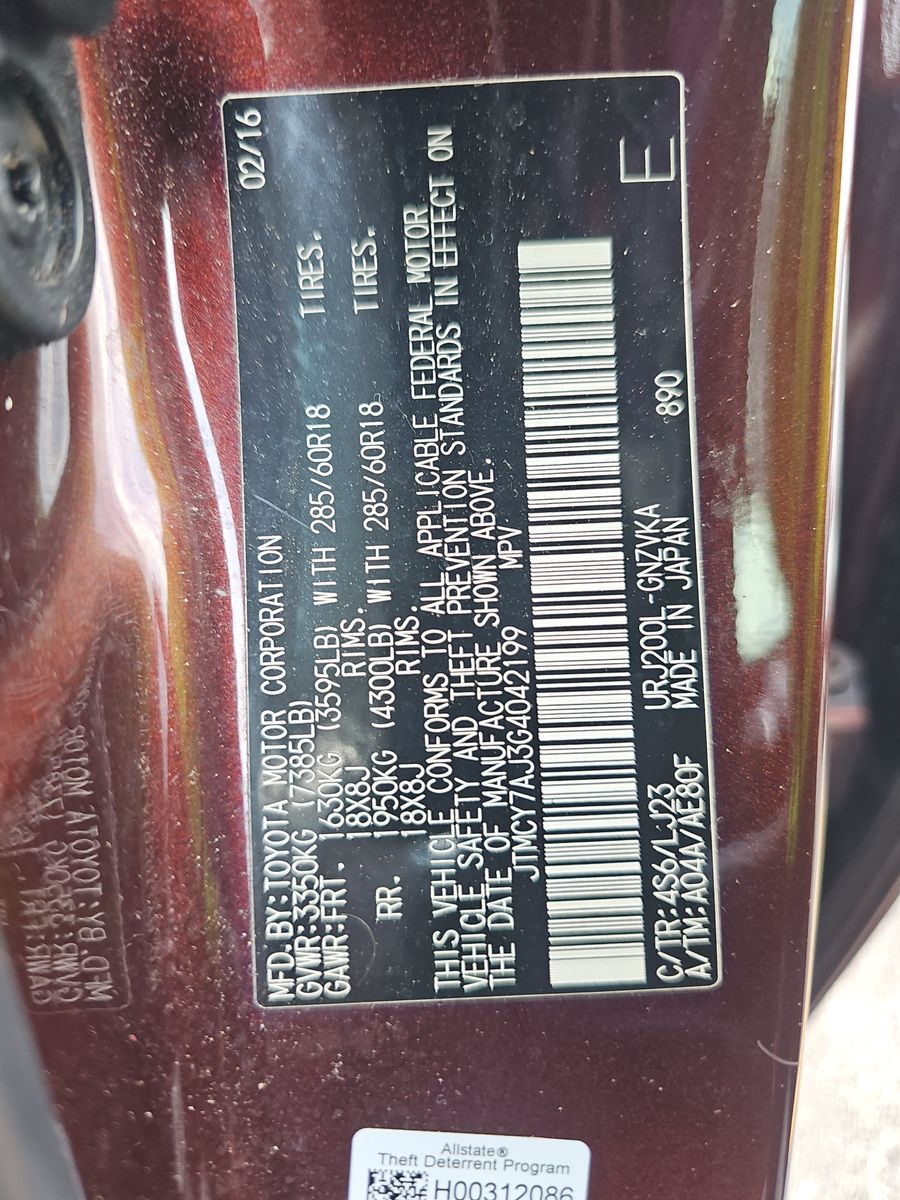 MFD.BY:TOYOTA MOTOR CORPORATION 02/16
GVWR:3350KG (7385LB)
GAWR:FRT. 1630KG (3595LB) WITH 285/60R18 TIRES.
18X8J RIMS.
RR. 1950KG (4300LB) WITH 285/60R18 TIRES.
18X8J RIMS.
THIS VEHICLE CONFORMS TO ALL APPLICABLE FEDERAL MOTOR
VEHICLE SAFETY AND THEFT PREVENTION STANDARDS IN EFFECT ON
THE DATE OF MANUFACTURE SHOWN ABOVE.
JTMCY7AJ3G4042199 MPV
C/TR:4S6/LJ23 URJ200L-GNZVKA 890 E
A/TM:A04A/AE80F MADE IN JAPAN
Allstate®
Theft Deterrent Program
H00312086